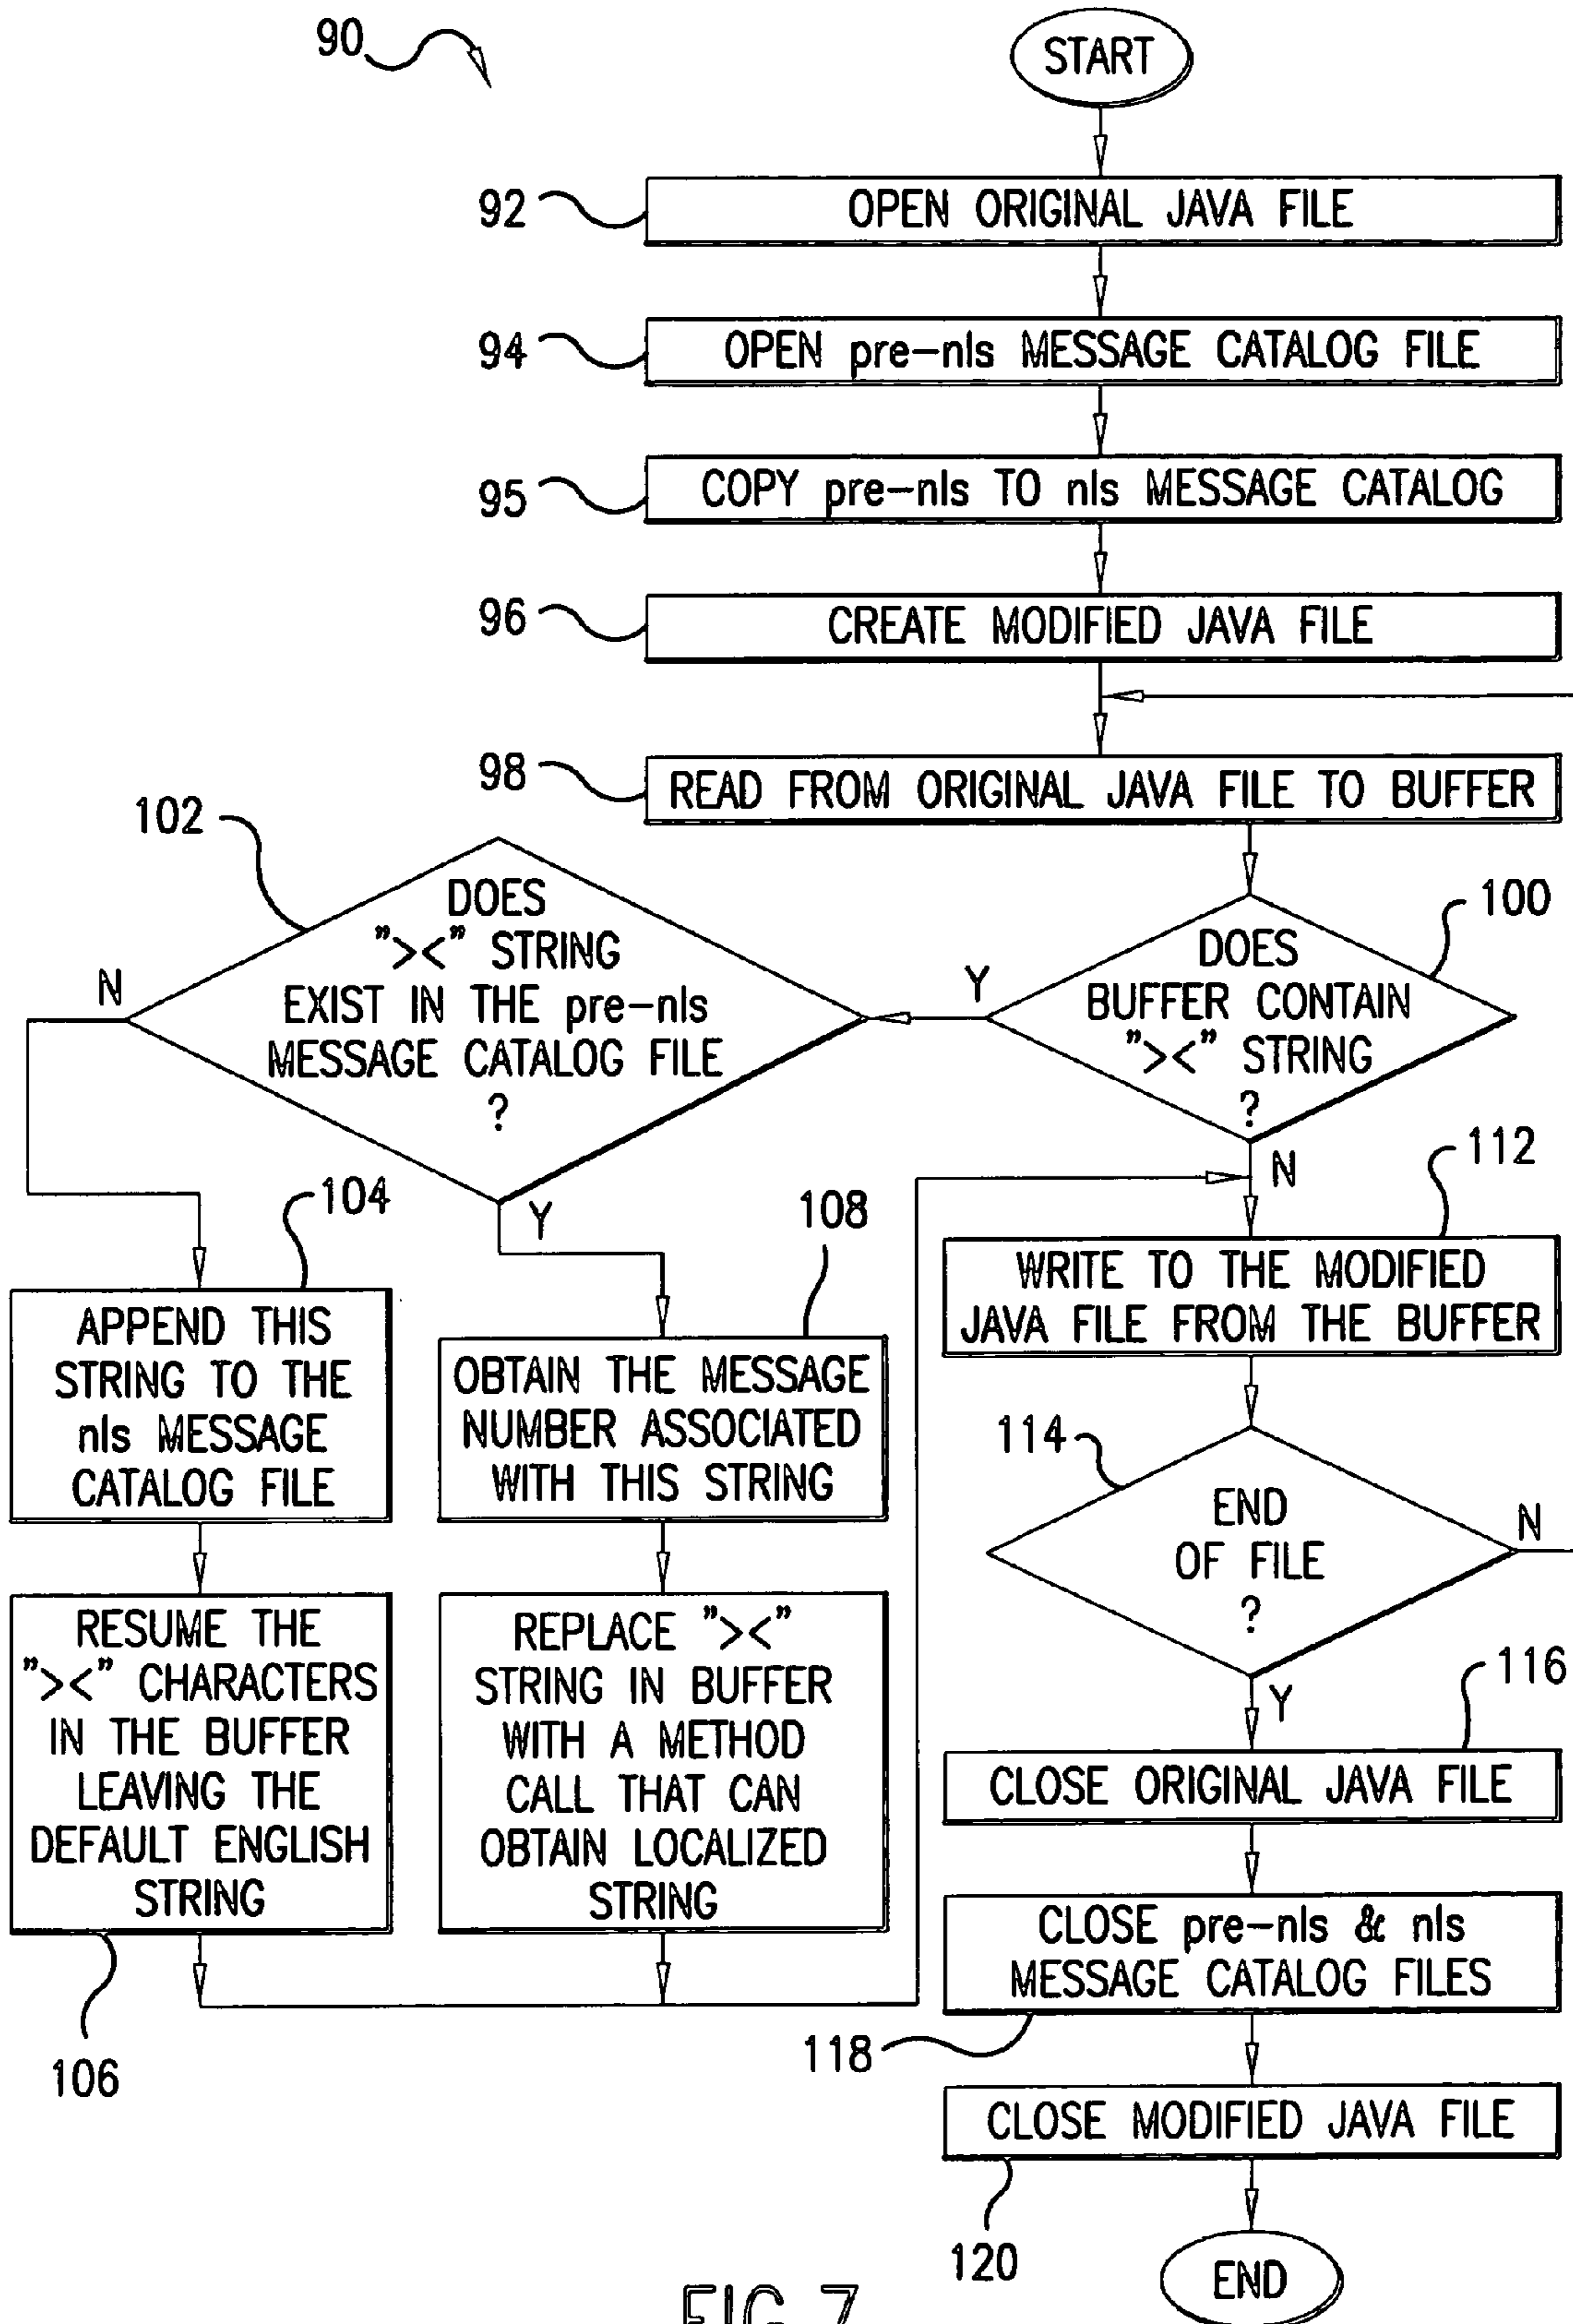 90
START
92
OPEN ORIGINAL JAVA FILE
94
OPEN pre-nls MESSAGE CATALOG FILE
95
COPY pre-nls TO nls MESSAGE CATALOG
96
CREATE MODIFIED JAVA FILE
98
READ FROM ORIGINAL JAVA FILE TO BUFFER
102
DOES
"><" STRING
EXIST IN THE pre-nls
MESSAGE CATALOG FILE
?
N
Y
100
DOES
BUFFER CONTAIN
"><" STRING
?
Y
N
104
APPEND THIS
STRING TO THE
nls MESSAGE
CATALOG FILE
RESUME THE
"><" CHARACTERS
IN THE BUFFER
LEAVING THE
DEFAULT ENGLISH
STRING
106
108
OBTAIN THE MESSAGE
NUMBER ASSOCIATED
WITH THIS STRING
REPLACE "><"
STRING IN BUFFER
WITH A METHOD
CALL THAT CAN
OBTAIN LOCALIZED
STRING
112
WRITE TO THE MODIFIED
JAVA FILE FROM THE BUFFER
114
END
OF FILE
?
N
Y
116
CLOSE ORIGINAL JAVA FILE
CLOSE pre-nls & nls
MESSAGE CATALOG FILES
118
CLOSE MODIFIED JAVA FILE
120
END
FIG.7